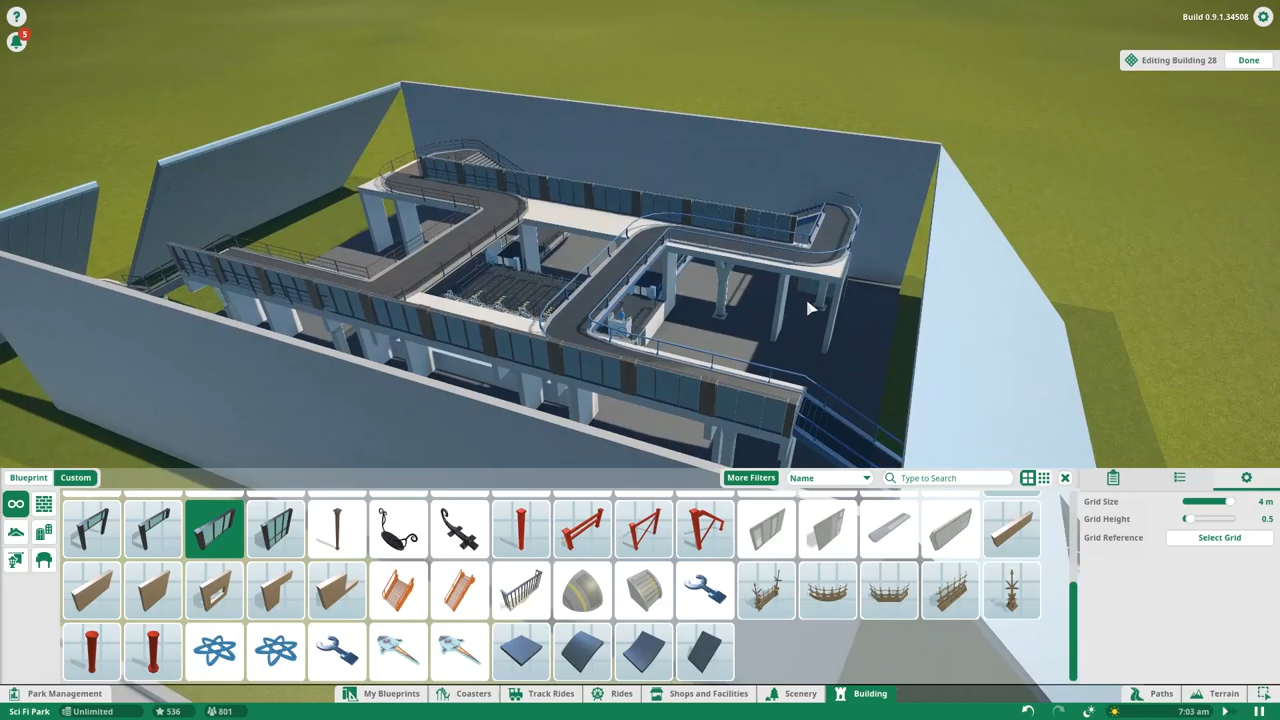 ?
Build 0.9.1.34508
5
Editing Building 28 Done
Blueprint Custom More Filters Name Type to Search
Grid Size 4 m
Grid Height 0.5
Grid Reference Select Grid
Park Management My Blueprints Coasters Track Rides Rides Shops and Facilities Scenery Building Paths Terrain
Sci Fi Park Unlimited 536 801 7:03 am